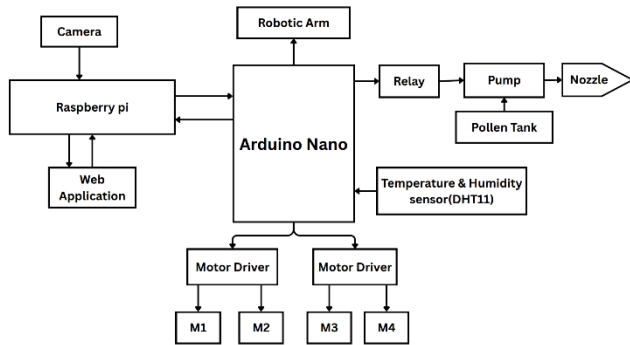 Camera
Robotic Arm
Raspberry pi
Arduino Nano
Relay
Pump
Nozzle
Pollen Tank
Web
Application
Temperature & Humidity
sensor(DHT11)
Motor Driver
Motor Driver
M1
M2
M3
M4